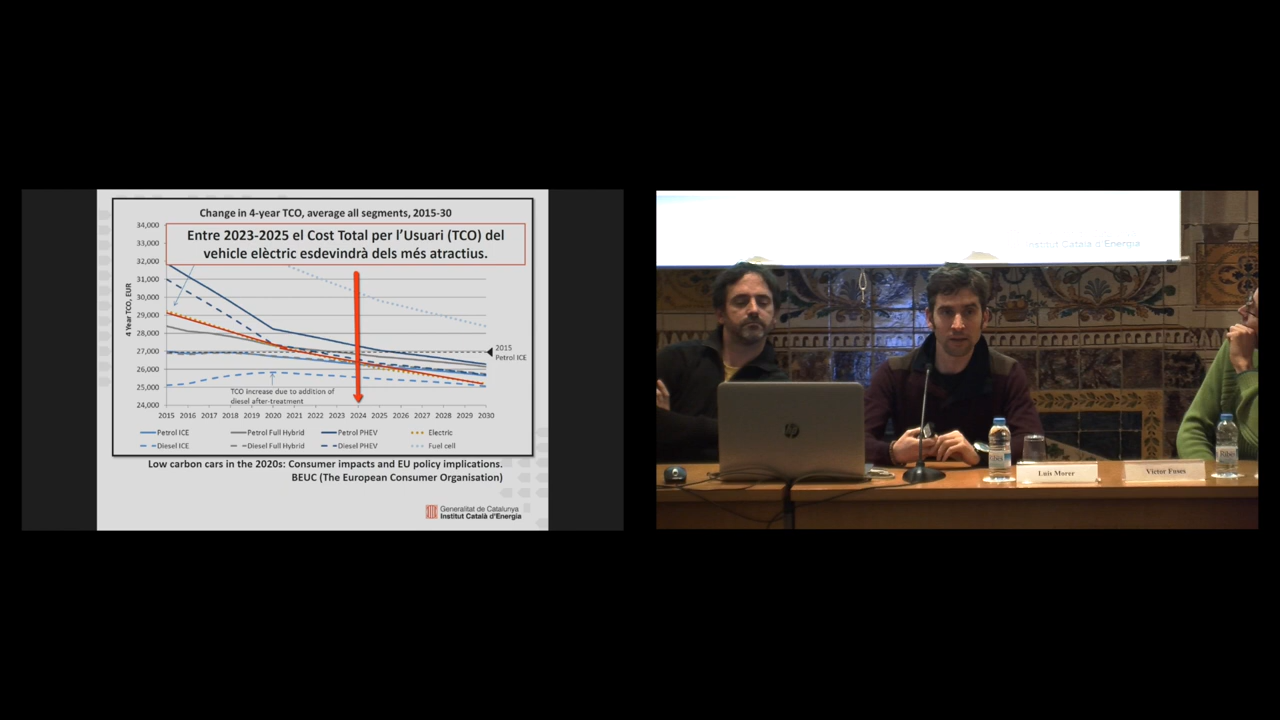 Change in 4-year TCO, average all segments, 2015-30
Entre 2023-2025 el Cost Total per l'Usuari (TCO) del
vehicle elèctric esdevindrà dels més atractius.
4 Year TCO, EUR
34,000
33,000
32,000
31,000
30,000
29,000
28,000
27,000
26,000
25,000
24,000
2015
Petrol ICE
TCO increase due to addition of
diesel after-treatment
2015 2016 2017 2018 2019 2020 2021 2022 2023 2024 2025 2026 2027 2028 2029 2030
Petrol ICE Petrol Full Hybrid Petrol PHEV Electric
Diesel ICE Diesel Full Hybrid Diesel PHEV Fuel cell
Low carbon cars in the 2020s: Consumer impacts and EU policy implications.
BEUC (The European Consumer Organisation)
Generalitat de Catalunya
Institut Català d'Energia
Institut Català d'Energia
hp
Luis Morer
Víctor Fuses